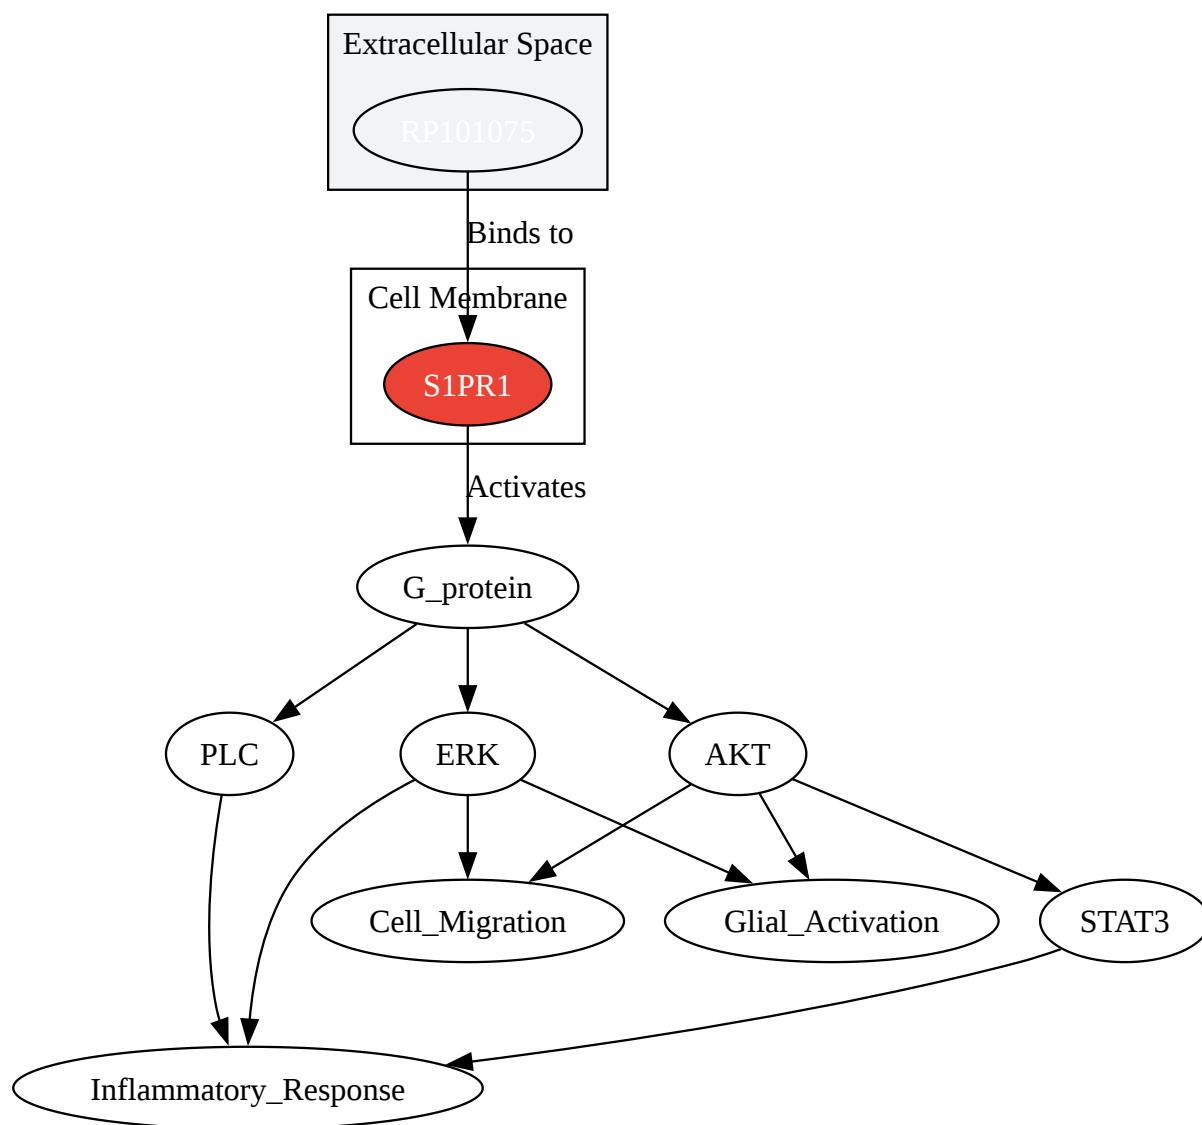 Extracellular Space
RP101075
Binds to
Cell Membrane
S1PR1
Activates
G_protein
PLC
ERK
AKT
Cell_Migration
Glial_Activation
STAT3
Inflammatory_Response